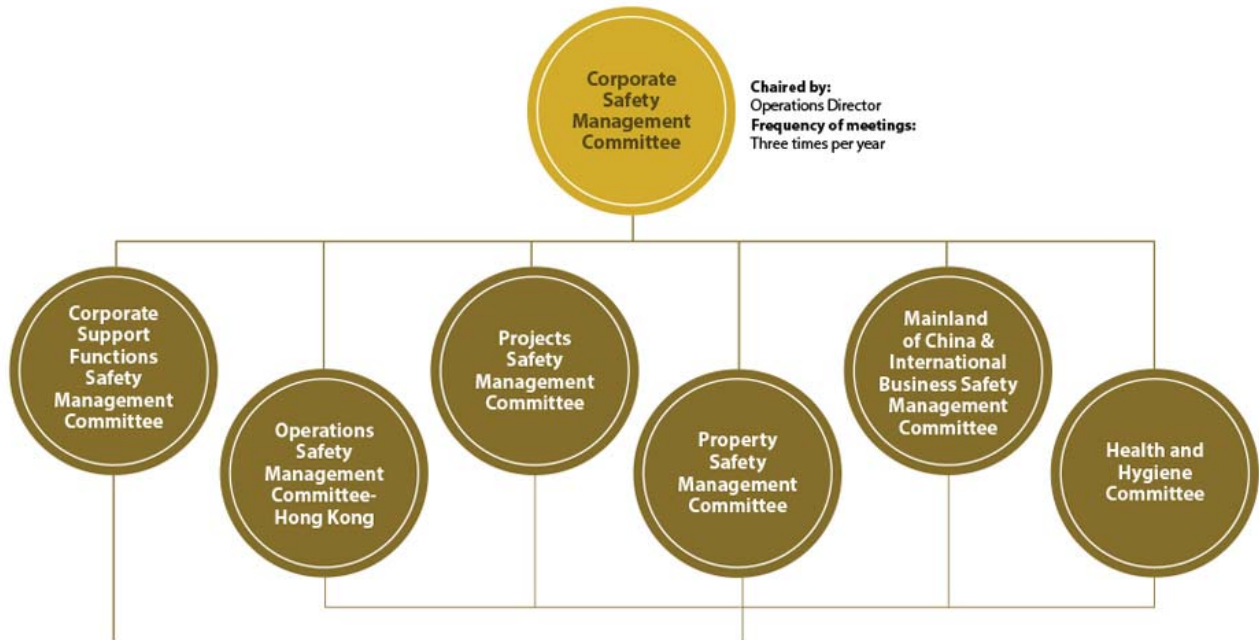 Corporate
Safety
Management
Committee
Chaired by:
Operations Director
Frequency of meetings:
Three times per year
Corporate
Support
Functions
Safety
Management
Committee
Operations
Safety
Management
Committee-
Hong Kong
Projects
Safety
Management
Committee
Property
Safety
Management
Committee
Mainland
of China &
International
Business Safety
Management
Committee
Health and
Hygiene
Committee